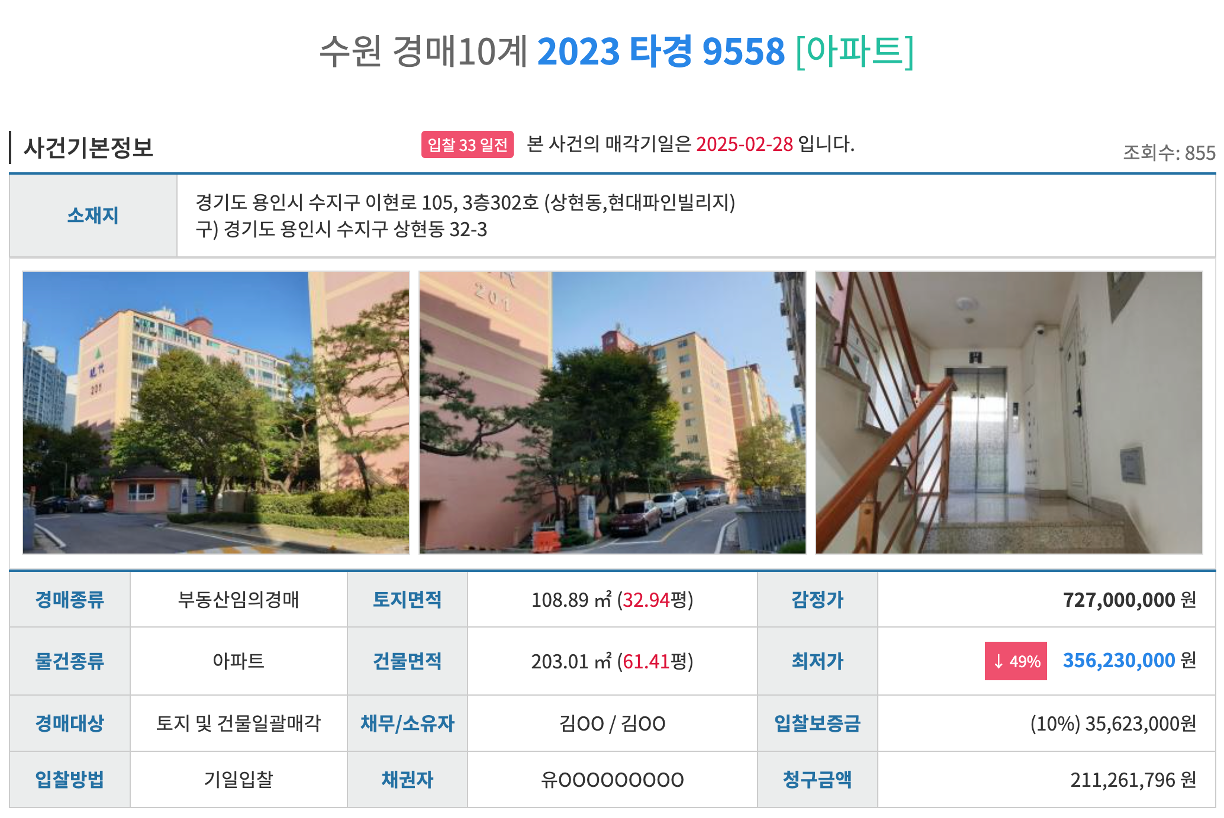 수원 경매10계 2023 타경 9558 [아파트]
사건기본정보
입찰 33 일전 본 사건의 매각기일은 2025-02-28 입니다.
조회수: 855
소재지
경기도 용인시 수지구 이현로 105, 3층302호 (상현동,현대파인빌리지)
구) 경기도 용인시 수지구 상현동 32-3
現代
201
代
201
경매종류 부동산임의경매 토지면적 108.89 ㎡ (32.94평) 감정가 727,000,000 원
물건종류 아파트 건물면적 203.01 ㎡ (61.41평) 최저가 ↓ 49% 356,230,000 원
경매대상 토지 및 건물일괄매각 채무/소유자 김OO / 김OO 입찰보증금 (10%) 35,623,000원
입찰방법 기일입찰 채권자 유OOOOOOOOO 청구금액 211,261,796 원